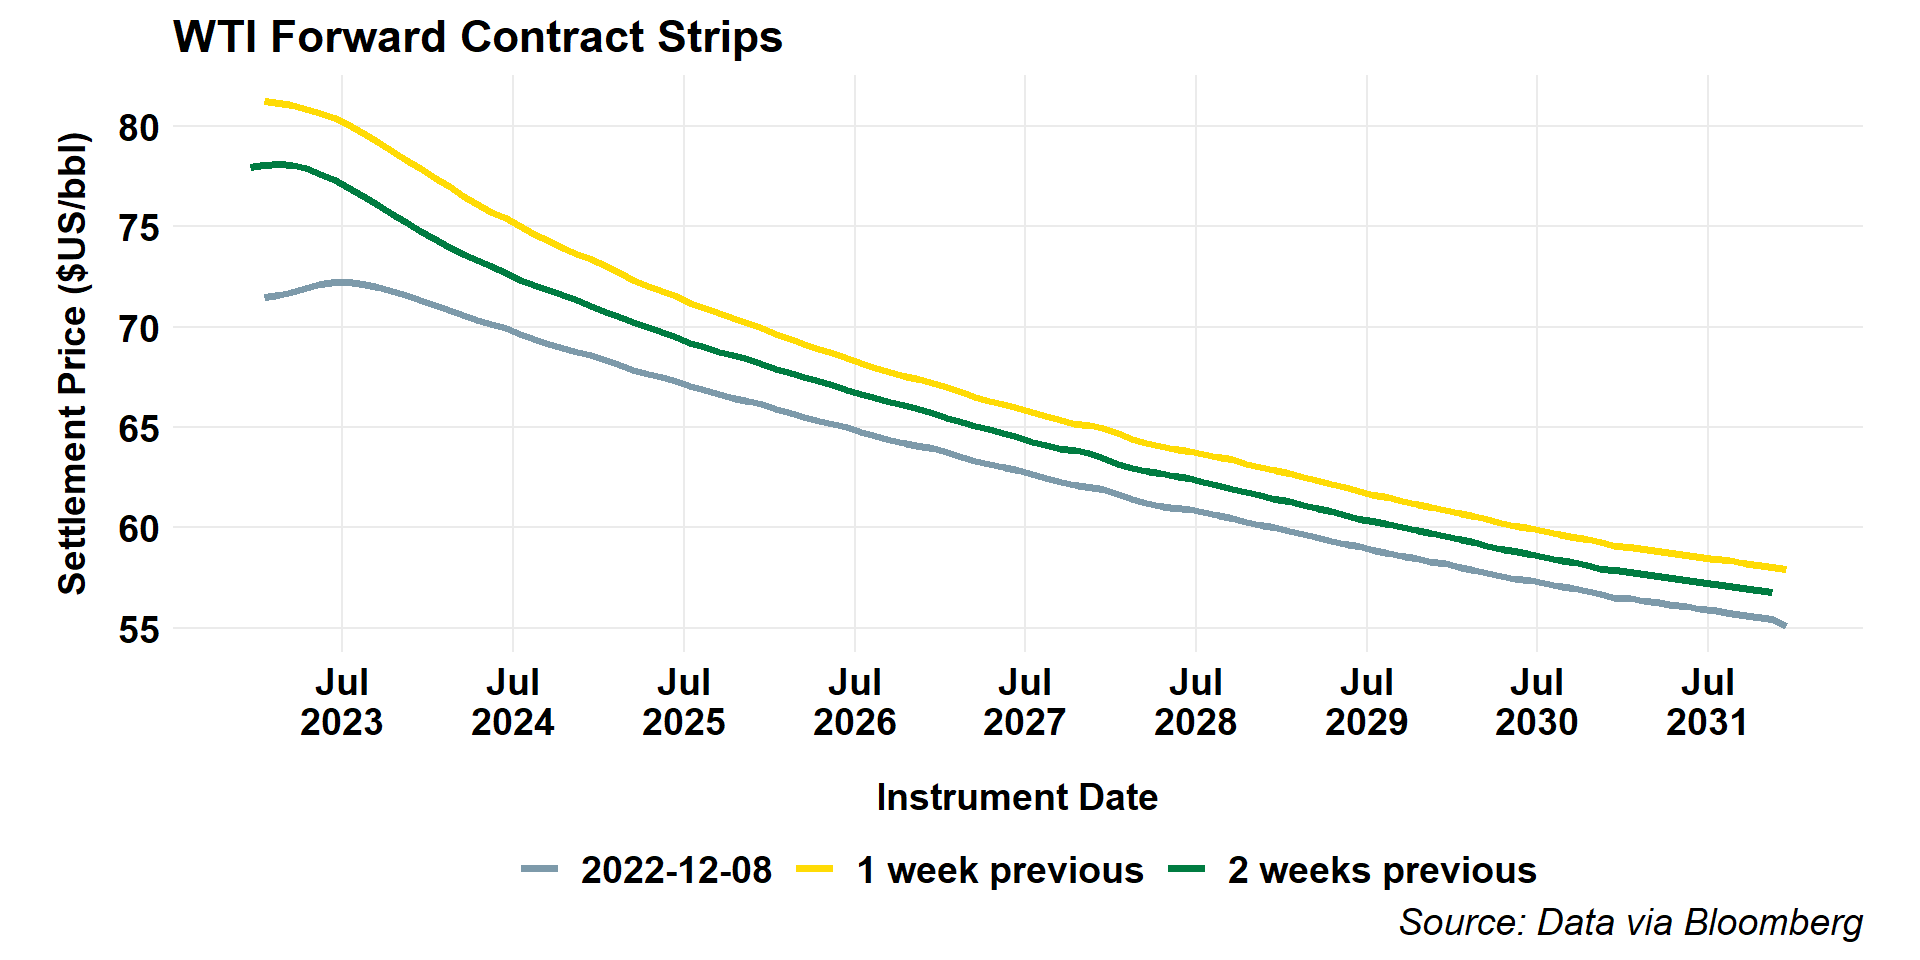 WTI Forward Contract Strips
Settlement Price ($US/bbl)
80
75
70
65
60
55
Jul Jul Jul Jul Jul Jul Jul Jul Jul
2023 2024 2025 2026 2027 2028 2029 2030 2031
Instrument Date
2022-12-08 1 week previous 2 weeks previous
Source: Data via Bloomberg